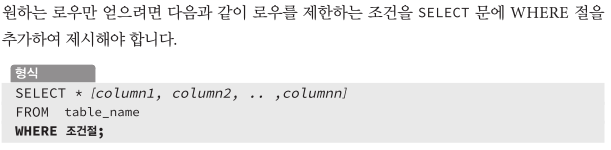 원하는 로우만 얻으려면 다음과 같이 로우를 제한하는 조건을 SELECT 문에 WHERE 절을
추가하여 제시해야 합니다.
형식
SELECT * [column1, column2, .. ,columnn]
FROM table_name
WHERE 조건절;